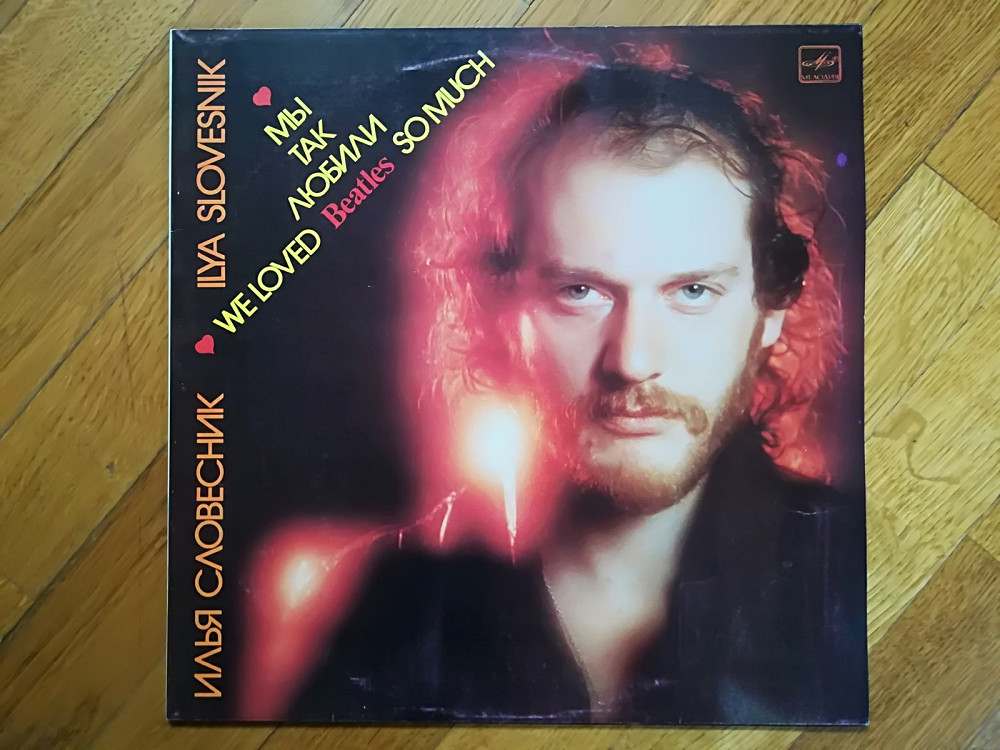 ИЛЬЯ СЛОВЕСНИК ILYA SLOVESNIK
МЫ
ТАК
ЛЮБИЛИ
WE LOVED Beatles SO MUCH
МЕЛОДИЯ